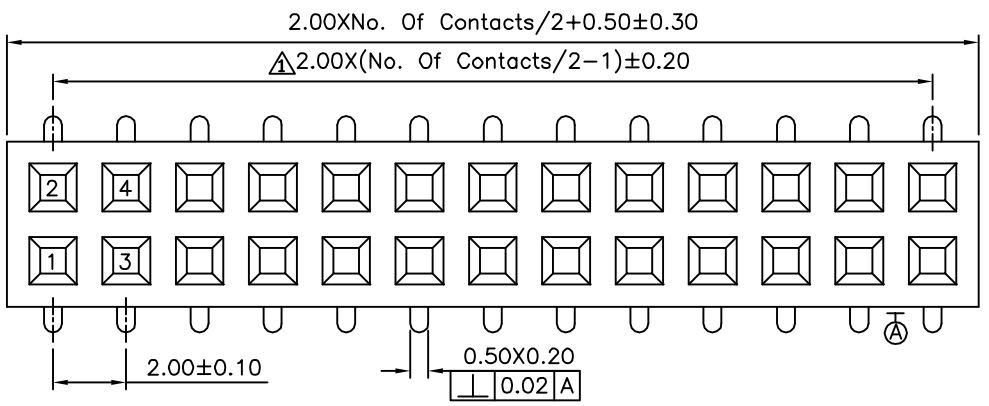 2.00XNo. Of Contacts/2+0.50±0.30
1 2.00X(No. Of Contacts/2-1)±0.20
2 4
1 3
A
2.00±0.10
0.50X0.20
⊥ 0.02 A